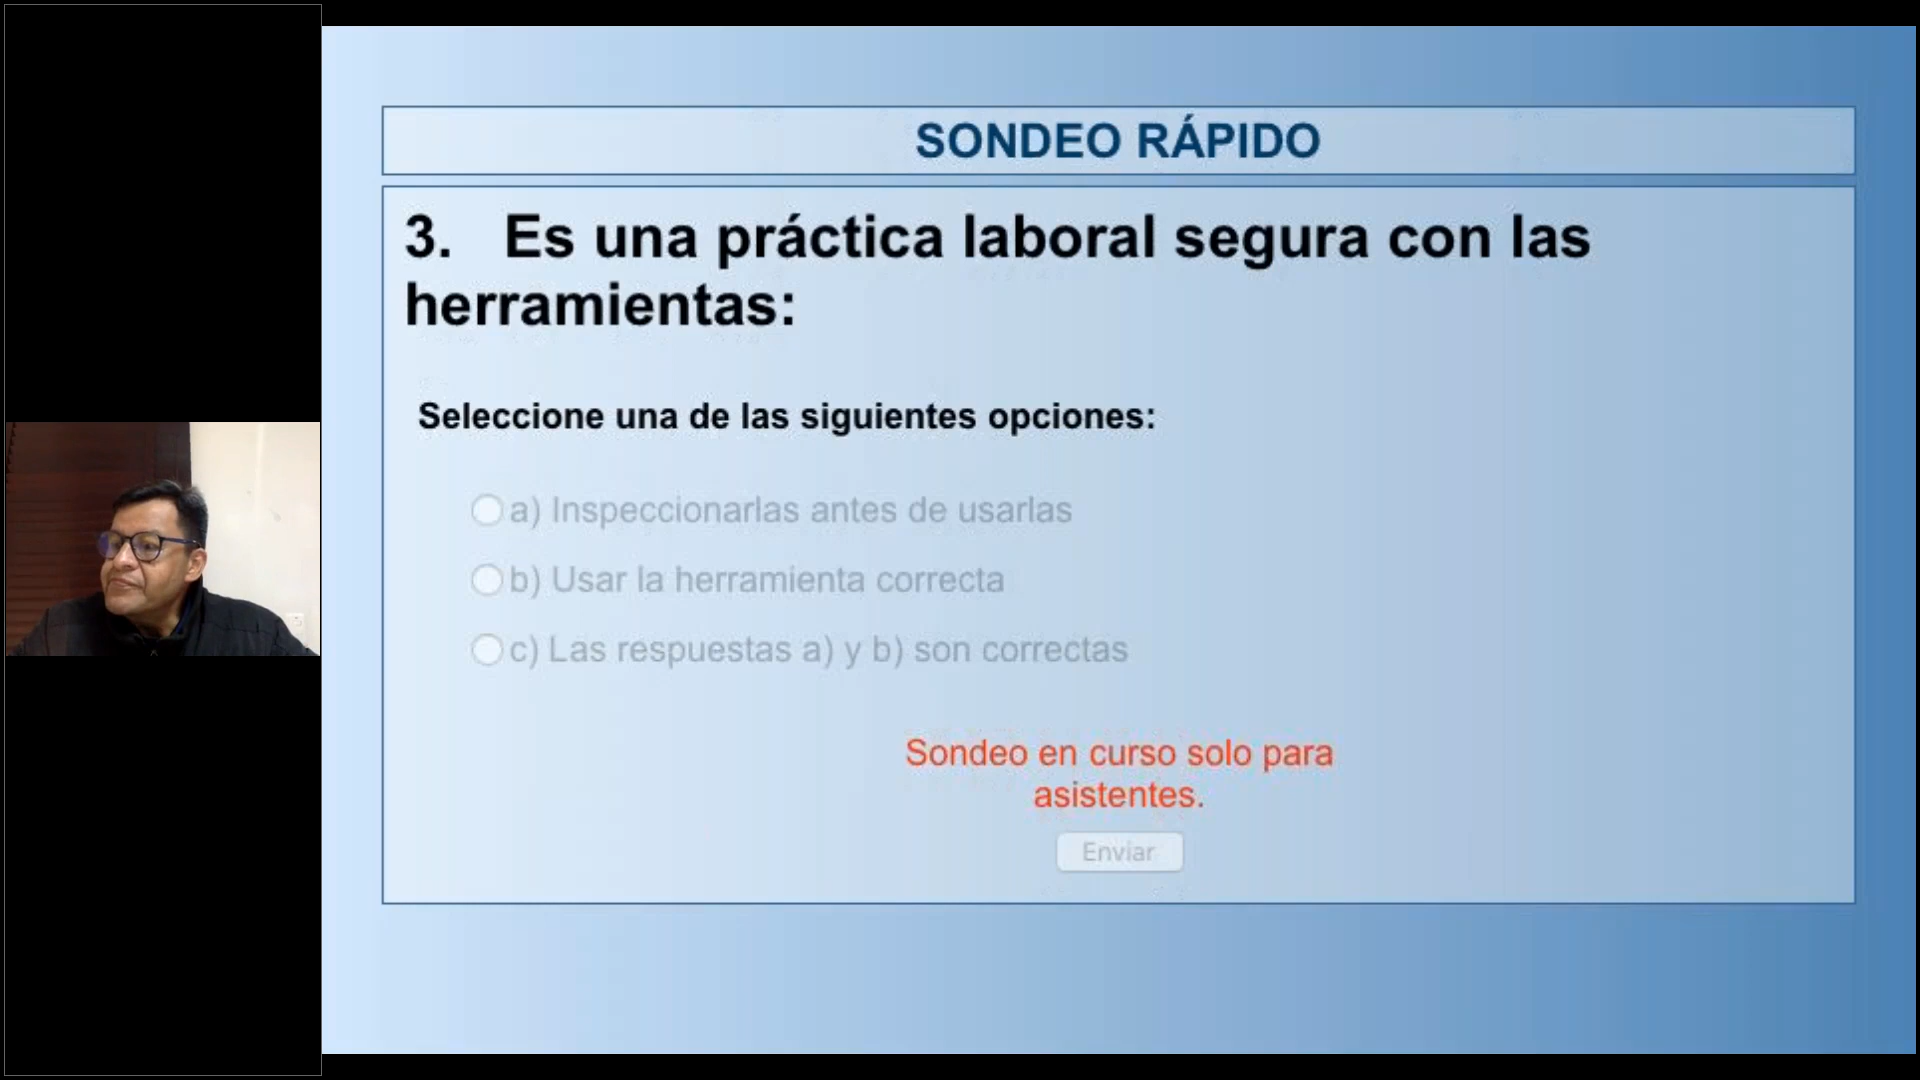 SONDEO RÁPIDO
3. Es una práctica laboral segura con las
herramientas:
Seleccione una de las siguientes opciones:
a) Inspeccionarlas antes de usarlas
b) Usar la herramienta correcta
c) Las respuestas a) y b) son correctas
Sondeo en curso solo para
asistentes.
Enviar